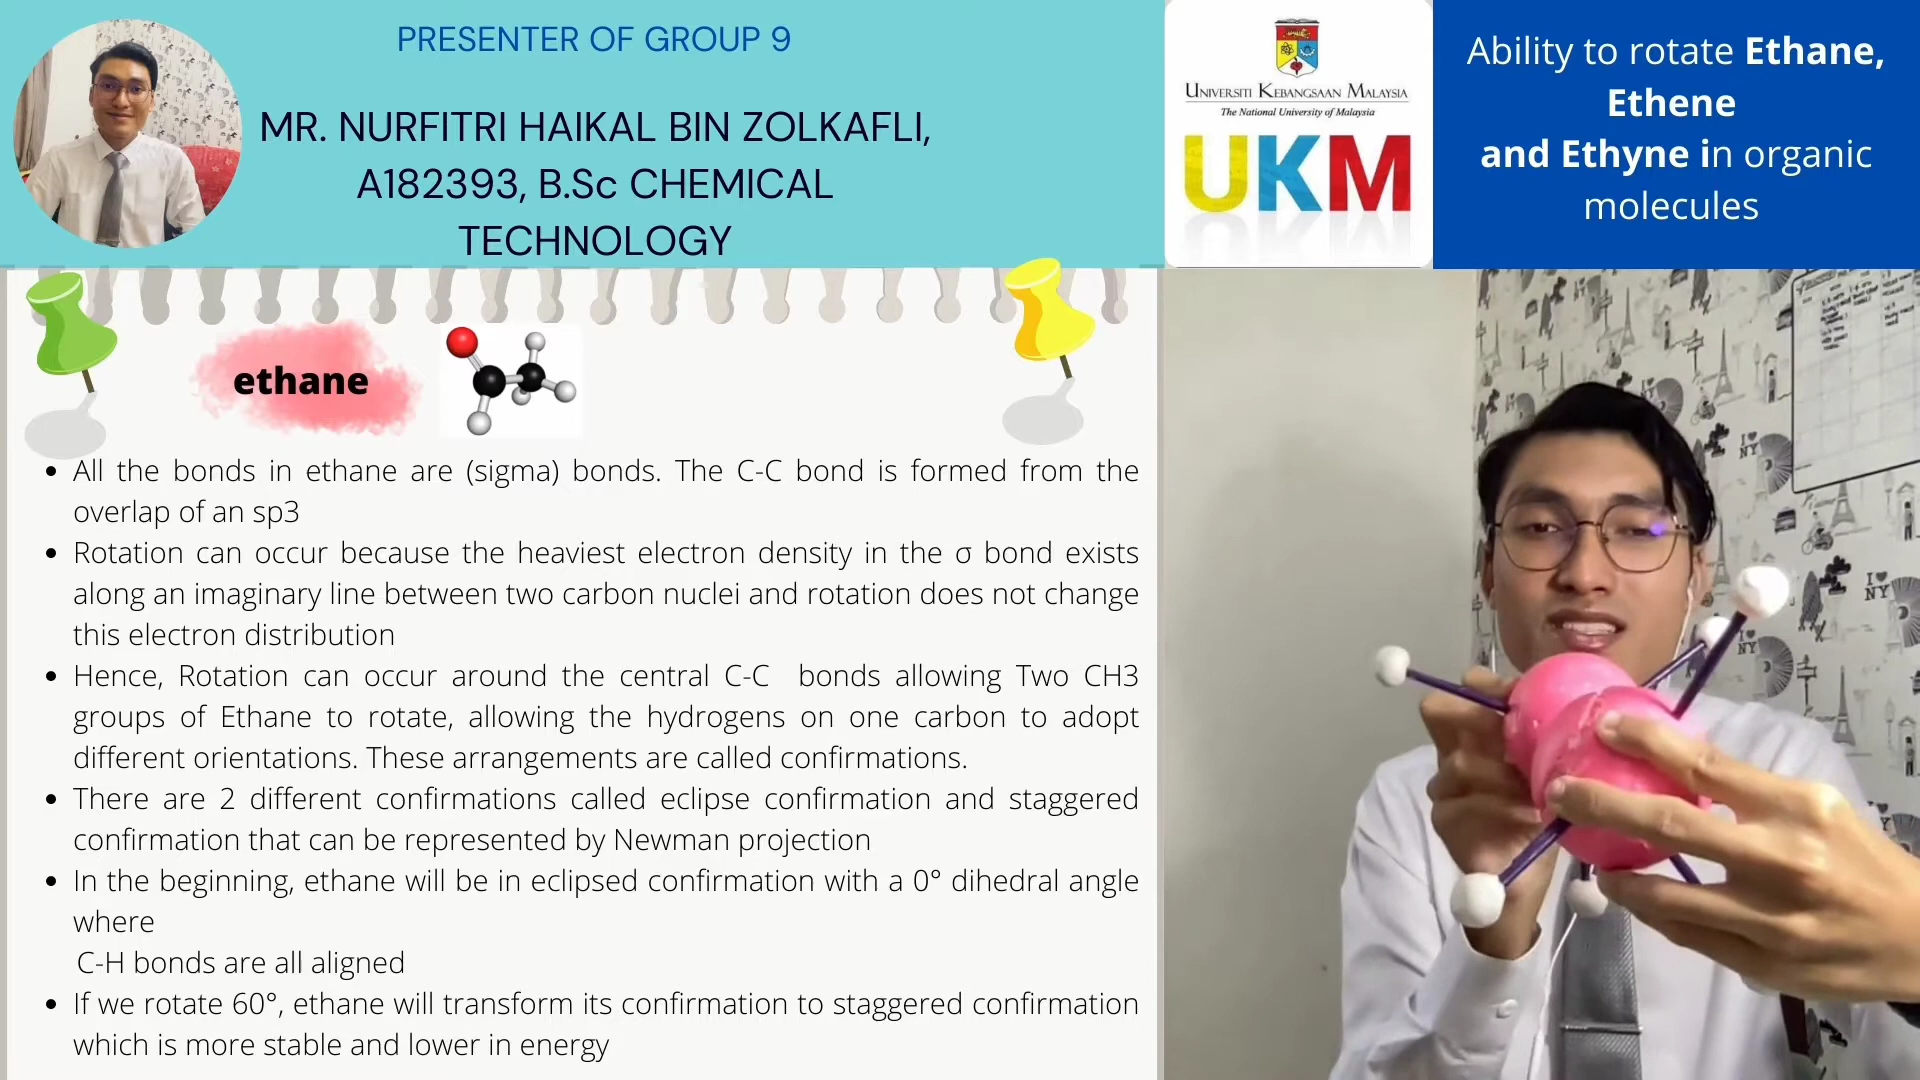 PRESENTER OF GROUP 9
MR. NURFITRI HAIKAL BIN ZOLKAFLI,
A182393, B.Sc CHEMICAL
TECHNOLOGY
UNIVERSITI KEBANGSAAN MALAYSIA
The National University of Malaysia
UKM
Ability to rotate Ethane,
Ethene
and Ethyne in organic
molecules
ethane
• All the bonds in ethane are (sigma) bonds. The C-C bond is formed from the
overlap of an sp3
• Rotation can occur because the heaviest electron density in the σ bond exists
along an imaginary line between two carbon nuclei and rotation does not change
this electron distribution
• Hence, Rotation can occur around the central C-C bonds allowing Two CH3
groups of Ethane to rotate, allowing the hydrogens on one carbon to adopt
different orientations. These arrangements are called confirmations.
• There are 2 different confirmations called eclipse confirmation and staggered
confirmation that can be represented by Newman projection
• In the beginning, ethane will be in eclipsed confirmation with a 0° dihedral angle
where
C-H bonds are all aligned
• If we rotate 60°, ethane will transform its confirmation to staggered confirmation
which is more stable and lower in energy
I ♥
NY
I ♥
NY
I ♥
NY